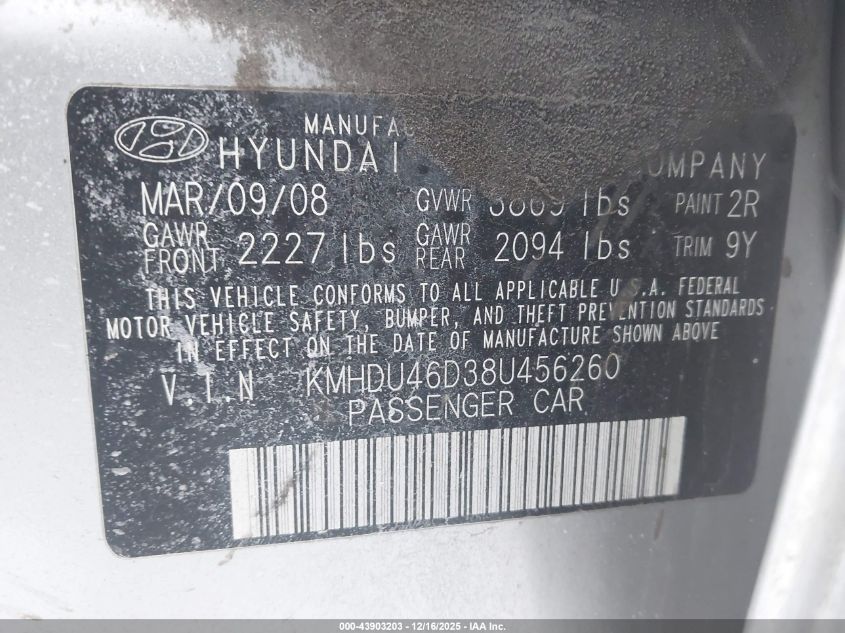 HYUNDAI
MAR/09/08 GVWR lbs PAINT 2R
GAWR FRONT 2227 lbs GAWR REAR 2094 lbs TRIM 9Y
THIS VEHICLE CONFORMS TO ALL APPLICABLE U.S.A. FEDERAL
MOTOR VEHICLE SAFETY, BUMPER, AND THEFT PREVENTION STANDARDS
IN EFFECT ON THE DATE OF MANUFACTURE SHOWN ABOVE
V.I.N KMHDU46D38U456260
PASSENGER CAR
000-43903203 - 12/16/2025 - IAA Inc.